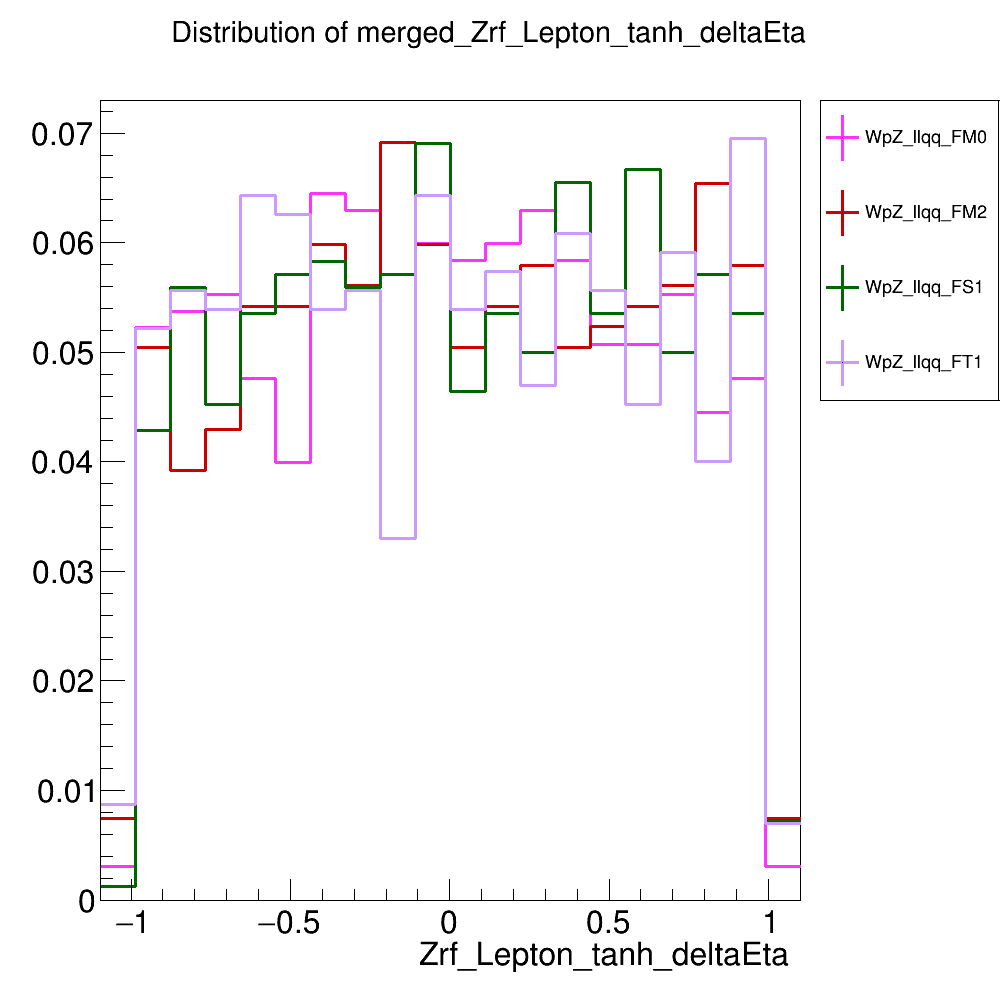 Distribution of merged_Zrf_Lepton_tanh_deltaEta
0.07
0.06
0.05
0.04
0.03
0.02
0.01
0
−1
−0.5
0
0.5
1
Zrf_Lepton_tanh_deltaEta
WpZ_llqq_FM0
WpZ_llqq_FM2
WpZ_llqq_FS1
WpZ_llqq_FT1